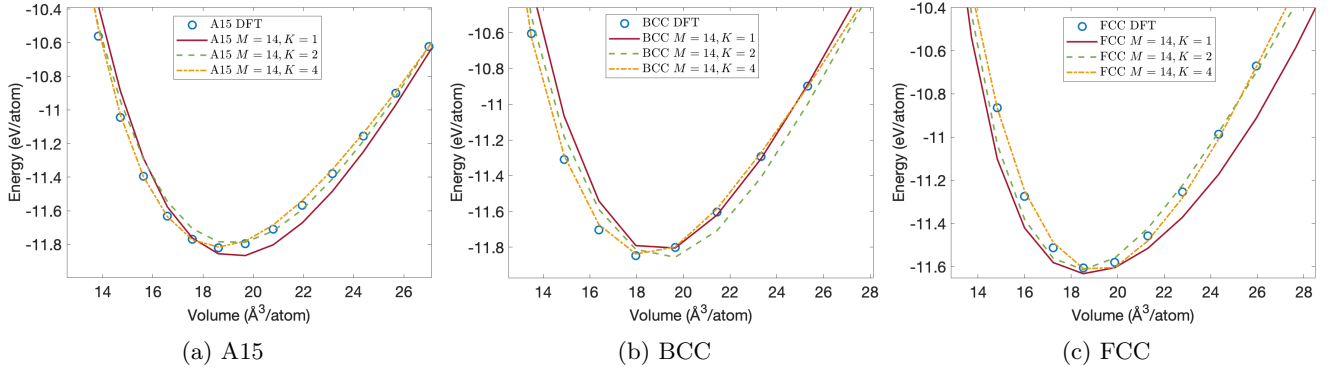 -10.4
-10.6
-10.8
-11
-11.2
-11.4
-11.6
-11.8
Energy (eV/atom)
A15 DFT
A15 M = 14, K = 1
A15 M = 14, K = 2
A15 M = 14, K = 4
14 16 18 20 22 24 26
Volume (Å³/atom)
(a) A15
-10.4
-10.6
-10.8
-11
-11.2
-11.4
-11.6
-11.8
Energy (eV/atom)
BCC DFT
BCC M = 14, K = 1
BCC M = 14, K = 2
BCC M = 14, K = 4
14 16 18 20 22 24 26 28
Volume (Å³/atom)
(b) BCC
-10.4
-10.6
-10.8
-11
-11.2
-11.4
-11.6
Energy (eV/atom)
FCC DFT
FCC M = 14, K = 1
FCC M = 14, K = 2
FCC M = 14, K = 4
14 16 18 20 22 24 26 28
Volume (Å³/atom)
(c) FCC